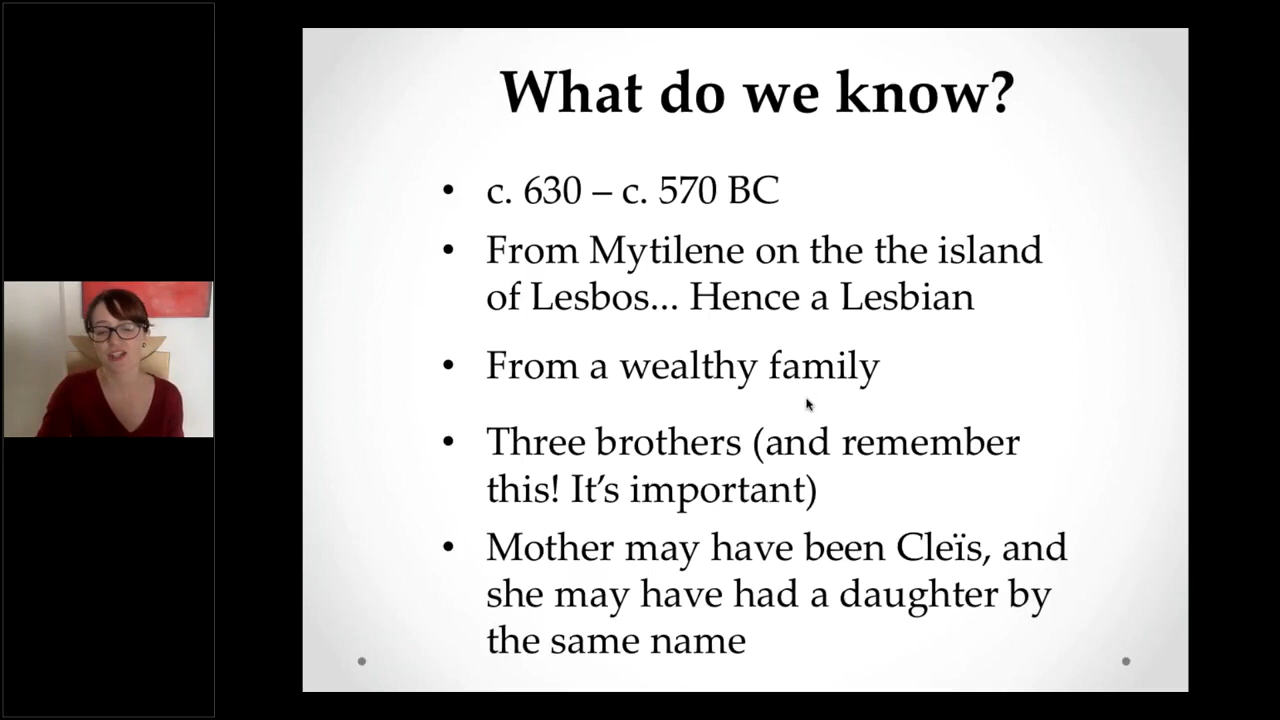 What do we know?
• c. 630 – c. 570 BC
• From Mytilene on the the island
of Lesbos... Hence a Lesbian
• From a wealthy family
• Three brothers (and remember
this! It’s important)
• Mother may have been Cleïs, and
she may have had a daughter by
the same name